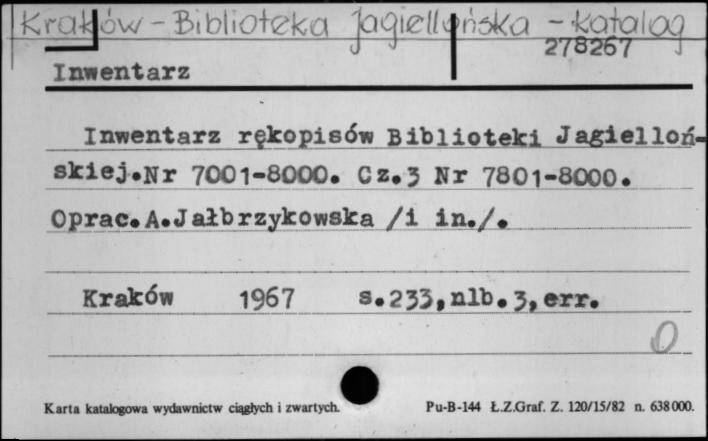 Kraków - Biblioteka Jagiellońska - katalog
278267
Inwentarz
Inwentarz rękopisów Biblioteki Jagielloń-
skiej.Nr 7001-8000. Cz.3 Nr 7801-8000.
Oprac.A.Jałbrzykowska /i in./.
Kraków 1967 s.233,nlb.3,err.
0
Karta katalogowa wydawnictw ciągłych i zwartych. Pu-B-144 Ł.Z.Graf. Z. 120/15/82 n. 638000.